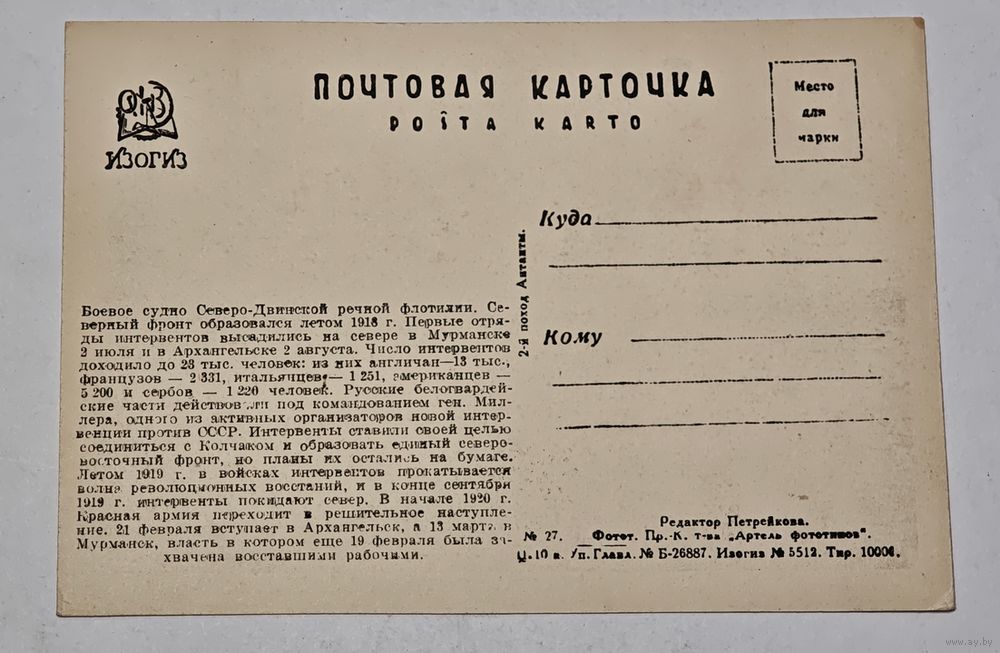 ИЗОГИЗ
ПОЧТОВАЯ КАРТОЧКА
POŜTA KARTO
Место
для
марки
Куда
Кому
2-й поход Антанты.
Боевое судно Северо-Двинской речной флотилии. Се-
верный фронт образовался летом 1918 г. Первые отря-
ды интервентов высадились на севере в Мурманске
2 июля и в Архангельске 2 августа. Число интервентов
доходило до 23 тыс. человек: из них англичан—13 тыс.,
французов — 2 331, итальянцев — 1 251, американцев —
5 200 и сербов — 1 220 человек. Русские белогвардей-
ские части действовали под командованием ген. Мил-
лера, одного из активных организаторов новой интер-
венции против СССР. Интервенты ставили своей целью
соединиться с Колчаком и образовать единый северо-
восточный фронт, но планы их остались на бумаге.
Летом 1919 г. в войсках интервентов прокатывается
волна революционных восстаний, и в конце сентября
1919 г. интервенты покидают север. В начале 1920 г.
Красная армия переходит в решительное наступле-
ние. 21 февраля вступает в Архангельск, а 13 марта в
Мурманск, власть в котором еще 19 февраля была за-
хвачена восставшими рабочими.
Редактор Петрейкова.
№ 27. Фотот. Пр.-К. т-ва „Артель фототипов".
Ц. 10 к. Уп. Главл. № Б-26887. Изогиз № 5512. Тир. 10000.
www.ay.by